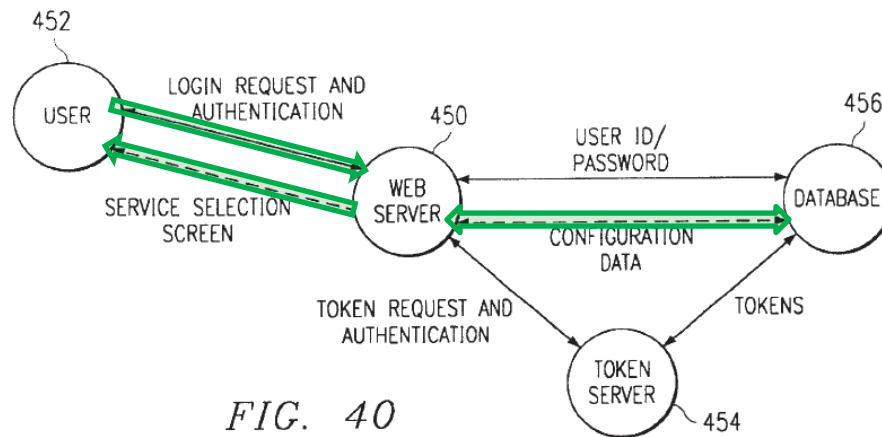 452
USER
LOGIN REQUEST AND
AUTHENTICATION
450
WEB
SERVER
SERVICE SELECTION
SCREEN
USER ID/
PASSWORD
456
DATABASE
CONFIGURATION
DATA
TOKEN REQUEST AND
AUTHENTICATION
TOKENS
TOKEN
SERVER
454
FIG. 40